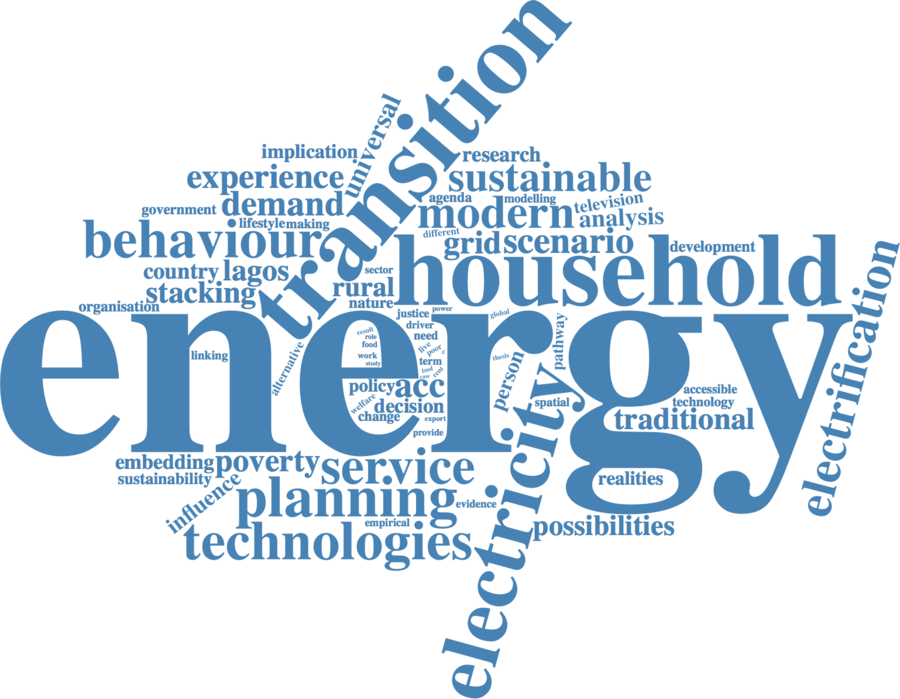 transition
universal
implication
research
experience
sustainable
government
demand
agenda
modelling
television
modern
analysis
lifestyle
making
behaviour
different
grid
scenario
household
development
country
lagos
sector
stacking
rural
nature
organisation
energy
justice
power
global
driver
need
pathway
electrification
linking
alternative
result
role
food
work
study
live
poor
term
thesis
person
food
case
rent
policy
acc
accessible
welfare
decision
spatial
technology
change
export
traditional
provide
embedding
poverty
service
sustainability
realities
influence
planning
evidence
electricity
empirical
possibilities
technologies